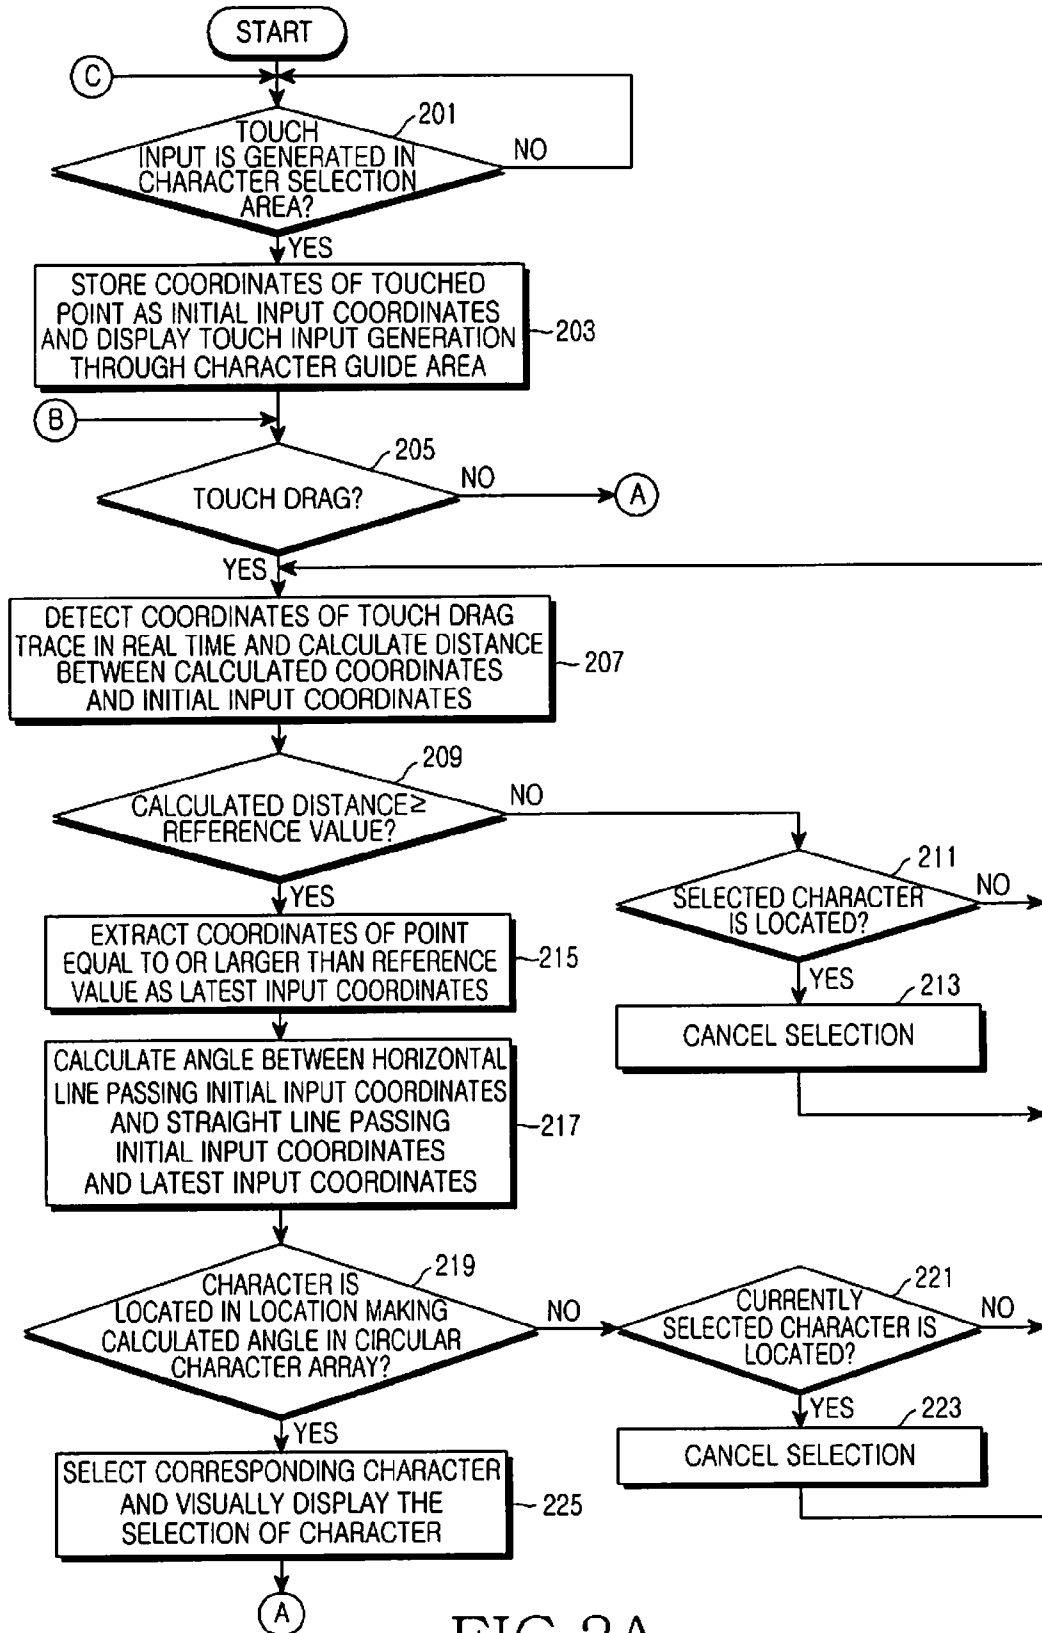 START
C
201
TOUCH
INPUT IS GENERATED IN
CHARACTER SELECTION
AREA?
NO
YES
STORE COORDINATES OF TOUCHED
POINT AS INITIAL INPUT COORDINATES
AND DISPLAY TOUCH INPUT GENERATION
THROUGH CHARACTER GUIDE AREA
203
B
205
TOUCH DRAG?
NO
A
YES
DETECT COORDINATES OF TOUCH DRAG
TRACE IN REAL TIME AND CALCULATE DISTANCE
BETWEEN CALCULATED COORDINATES
AND INITIAL INPUT COORDINATES
207
209
CALCULATED DISTANCE≥
REFERENCE VALUE?
NO
YES
211
SELECTED CHARACTER
IS LOCATED?
NO
YES
213
CANCEL SELECTION
EXTRACT COORDINATES OF POINT
EQUAL TO OR LARGER THAN REFERENCE
VALUE AS LATEST INPUT COORDINATES
215
CALCULATE ANGLE BETWEEN HORIZONTAL
LINE PASSING INITIAL INPUT COORDINATES
AND STRAIGHT LINE PASSING
INITIAL INPUT COORDINATES
AND LATEST INPUT COORDINATES
217
219
CHARACTER IS
LOCATED IN LOCATION MAKING
CALCULATED ANGLE IN CIRCULAR
CHARACTER ARRAY?
NO
YES
221
CURRENTLY
SELECTED CHARACTER IS
LOCATED?
NO
YES
223
CANCEL SELECTION
SELECT CORRESPONDING CHARACTER
AND VISUALLY DISPLAY THE
SELECTION OF CHARACTER
225
A